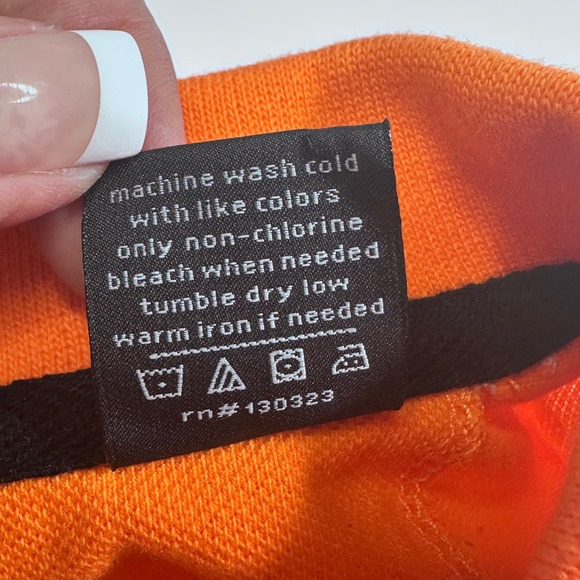 machine wash cold
with like colors
only non-chlorine
bleach when needed
tumble dry low
warm iron if needed
rn# 130323